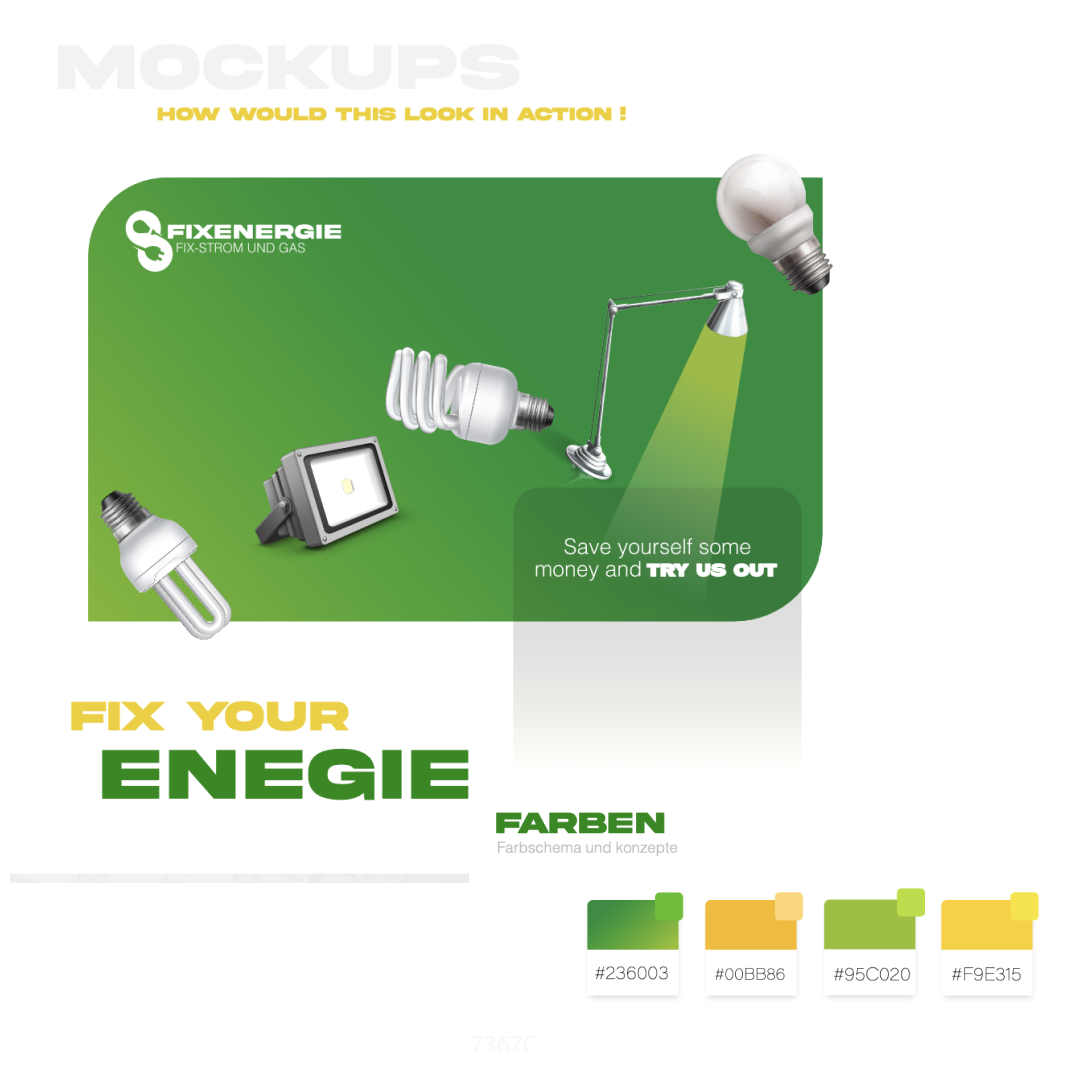 MOCKUPS
HOW WOULD THIS LOOK IN ACTION !
FIXENERGIE
FIX-STROM UND GAS
Save yourself some
money and TRY US OUT
FIX YOUR
ENEGIE
FARBEN
Farbschema und konzepte
#236003
#00BB86
#95C020
#F9E315
7367C